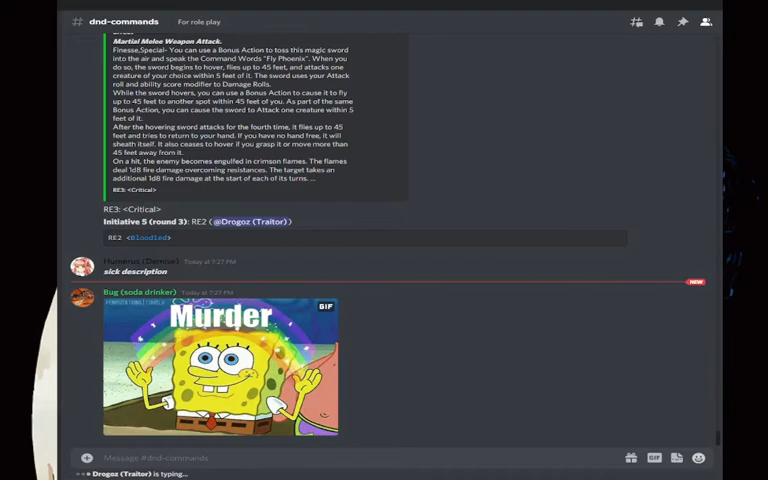 dnd-commands For role play
Martial Melee Weapon Attack.
Finesse,Special- You can use a Bonus Action to toss this magic sword
into the air and speak the Command Words "Fly Phoenix". When you
do so, the sword begins to hover, flies up to 45 feet, and attacks one
creature of your choice within 5 feet of it. The sword uses your Attack
roll and ability score modifier to Damage Rolls.
While the sword hovers, you can use a Bonus Action to cause it to fly
up to 45 feet to another spot within 45 feet of you. As part of the same
Bonus Action, you can cause the sword to Attack one creature within 5
feet of it.
After the hovering sword attacks for the fourth time, it flies up to 45
feet and tries to return to your hand. If you have no hand free, it will
sheath itself. It also ceases to hover if you grasp it or move more than
45 feet away from it.
On a hit, the enemy becomes engulfed in crimson flames. The flames
deal 1d8 fire damage overcoming resistances. The target takes an
additional 1d8 fire damage at the start of each of its turns. ...
RE3: <Critical>
RE3: <Critical>
Initiative 5 (round 3): RE2 (@Drogoz (Traitor))
RE2 <Bloodied>
Humerus (Demise) Today at 7:27 PM
sick description
NEW
Bug (soda drinker) Today at 7:27 PM
GIF
Murder
Message #dnd-commands
GIF
Drogoz (Traitor) is typing...